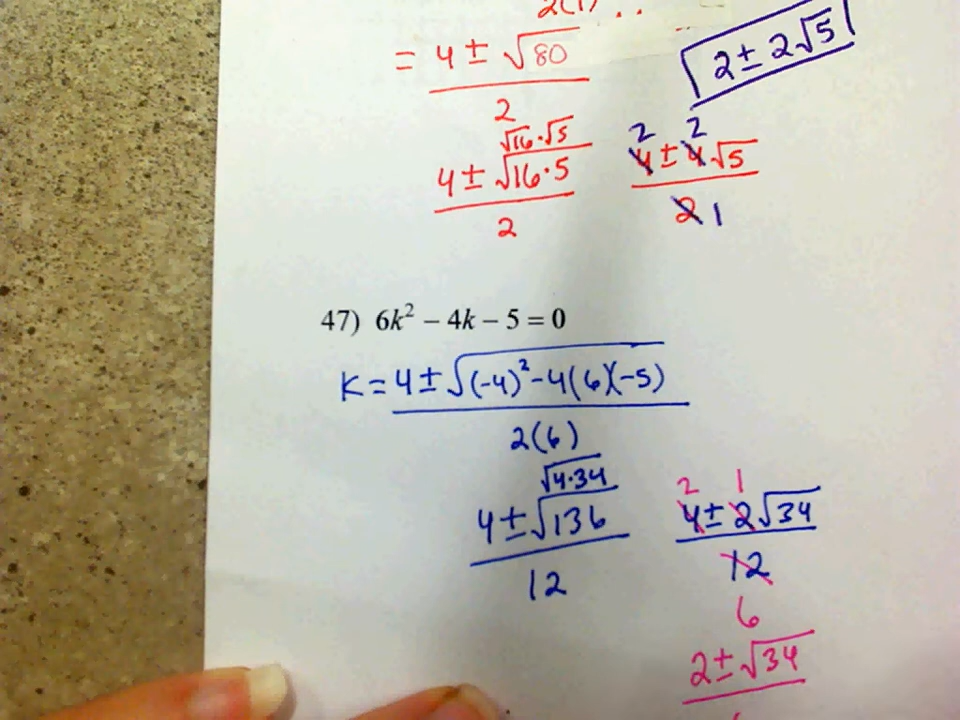 2(1)
= 4 ± √80
2
2 ± 2√5
√16·√5
4 ± √16·5
2
2 2
4 ± 4√5
2 1
47) 6k² − 4k − 5 = 0
K = 4 ± √(-4)² - 4(6)(-5)
2(6)
√4·34
4 ± √136
12
2 1
4 ± 2√34
12
6
2 ± √34